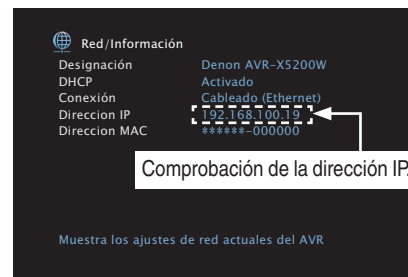 Red/Información
Designación Denon AVR-X5200W
DHCP Activado
Conexión Cableado (Ethernet)
Direccion IP 192.168.100.19
Direccion MAC ******-000000
Comprobación de la dirección IP.
Muestra los ajustes de red actuales del AVR